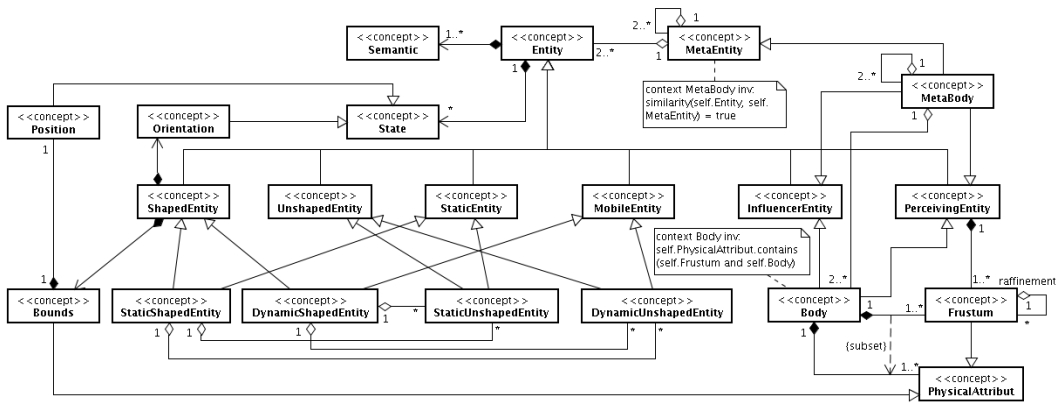 <<concept>>
Semantic
1..*
<<concept>>
Entity
1
*
2..*
1
<<concept>>
MetaEntity
2..*
1
context MetaBody inv:
similarity(self.Entity, self.
MetaEntity) = true
<<concept>>
MetaBody
2..*
1
1
<<concept>>
Position
1
<<concept>>
Orientation
<<concept>>
State
<<concept>>
ShapedEntity
<<concept>>
UnshapedEntity
<<concept>>
StaticEntity
<<concept>>
MobileEntity
<<concept>>
InfluencerEntity
<<concept>>
PerceivingEntity
1
context Body inv:
self.PhysicalAttribut.contains
(self.Frustum and self.Body)
1
<<concept>>
Bounds
<<concept>>
StaticShapedEntity
1
1
<<concept>>
DynamicShapedEntity
1
1
*
<<concept>>
StaticUnshapedEntity
*
<<concept>>
DynamicUnshapedEntity
*
*
2..*
<<concept>>
Body
1
1
1..*
1..*
<<concept>>
Frustum
raffinement
1
*
{subset}
1..*
<<concept>>
PhysicalAttribut